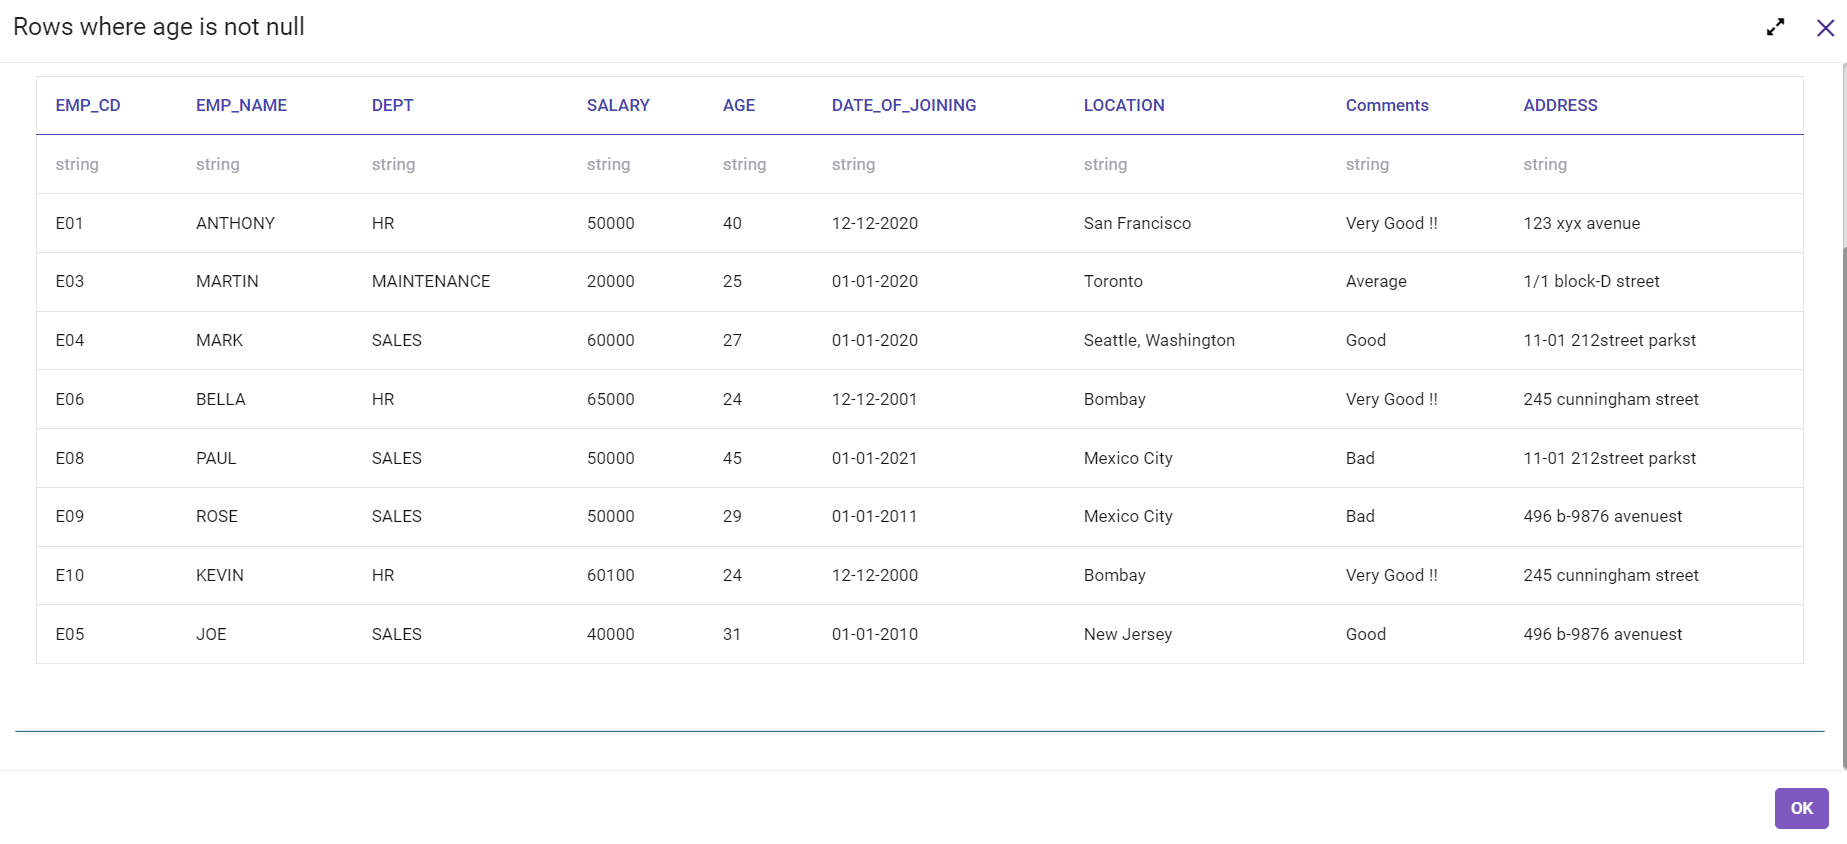 Rows where age is not null
EMP_CD EMP_NAME DEPT SALARY AGE DATE_OF_JOINING LOCATION Comments ADDRESS
string string string string string string string string string
E01 ANTHONY HR 50000 40 12-12-2020 San Francisco Very Good !! 123 xyx avenue
E03 MARTIN MAINTENANCE 20000 25 01-01-2020 Toronto Average 1/1 block-D street
E04 MARK SALES 60000 27 01-01-2020 Seattle, Washington Good 11-01 212street parkst
E06 BELLA HR 65000 24 12-12-2001 Bombay Very Good !! 245 cunningham street
E08 PAUL SALES 50000 45 01-01-2021 Mexico City Bad 11-01 212street parkst
E09 ROSE SALES 50000 29 01-01-2011 Mexico City Bad 496 b-9876 avenuest
E10 KEVIN HR 60100 24 12-12-2000 Bombay Very Good !! 245 cunningham street
E05 JOE SALES 40000 31 01-01-2010 New Jersey Good 496 b-9876 avenuest
OK